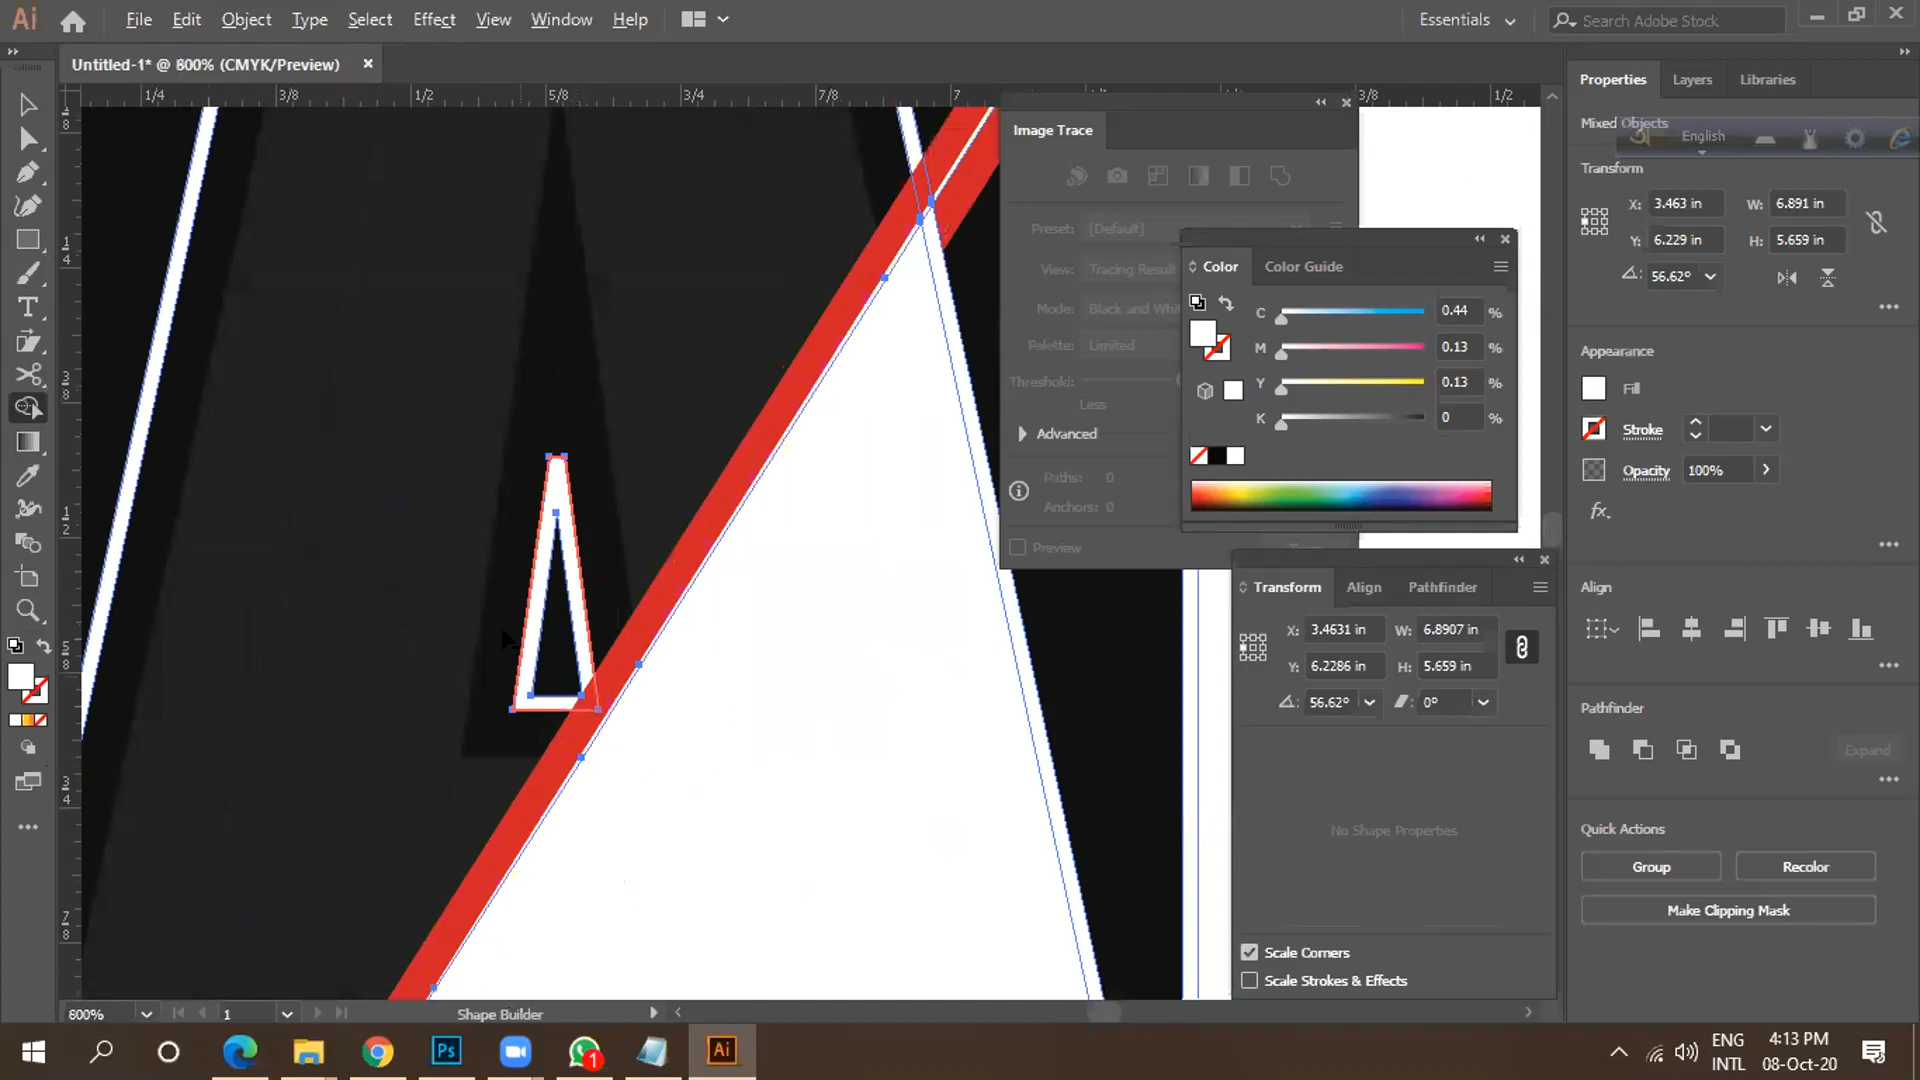 Ai File Edit Object Type Select Effect View Window Help Essentials Search Adobe Stock
Untitled-1* @ 800% (CMYK/Preview)
1/4 3/8 1/2 5/8 3/4 7/8 7 3/8 1/2
Image Trace
Preset: [Default]
View: Tracing Result
Mode: Black and Whi
Palette: Limited
Threshold:
Less
Advanced
Paths: 0
Anchors: 0
Preview
Color Color Guide
C 0.44 %
M 0.13 %
Y 0.13 %
K 0 %
Transform Align Pathfinder
X: 3.4631 in W: 6.8907 in
Y: 6.2286 in H: 5.659 in
56.62° 0°
No Shape Properties
Scale Corners
Scale Strokes & Effects
Properties Layers Libraries
Mixed Objects
English
Transform
X: 3.463 in W: 6.891 in
Y: 6.229 in H: 5.659 in
56.62°
Appearance
Fill
Stroke
Opacity 100%
fx.
Align
Pathfinder
Expand
Quick Actions
Group Recolor
Make Clipping Mask
800% 1 Shape Builder
Ps 1 Ai
ENG
INTL
4:13 PM
08-Oct-20